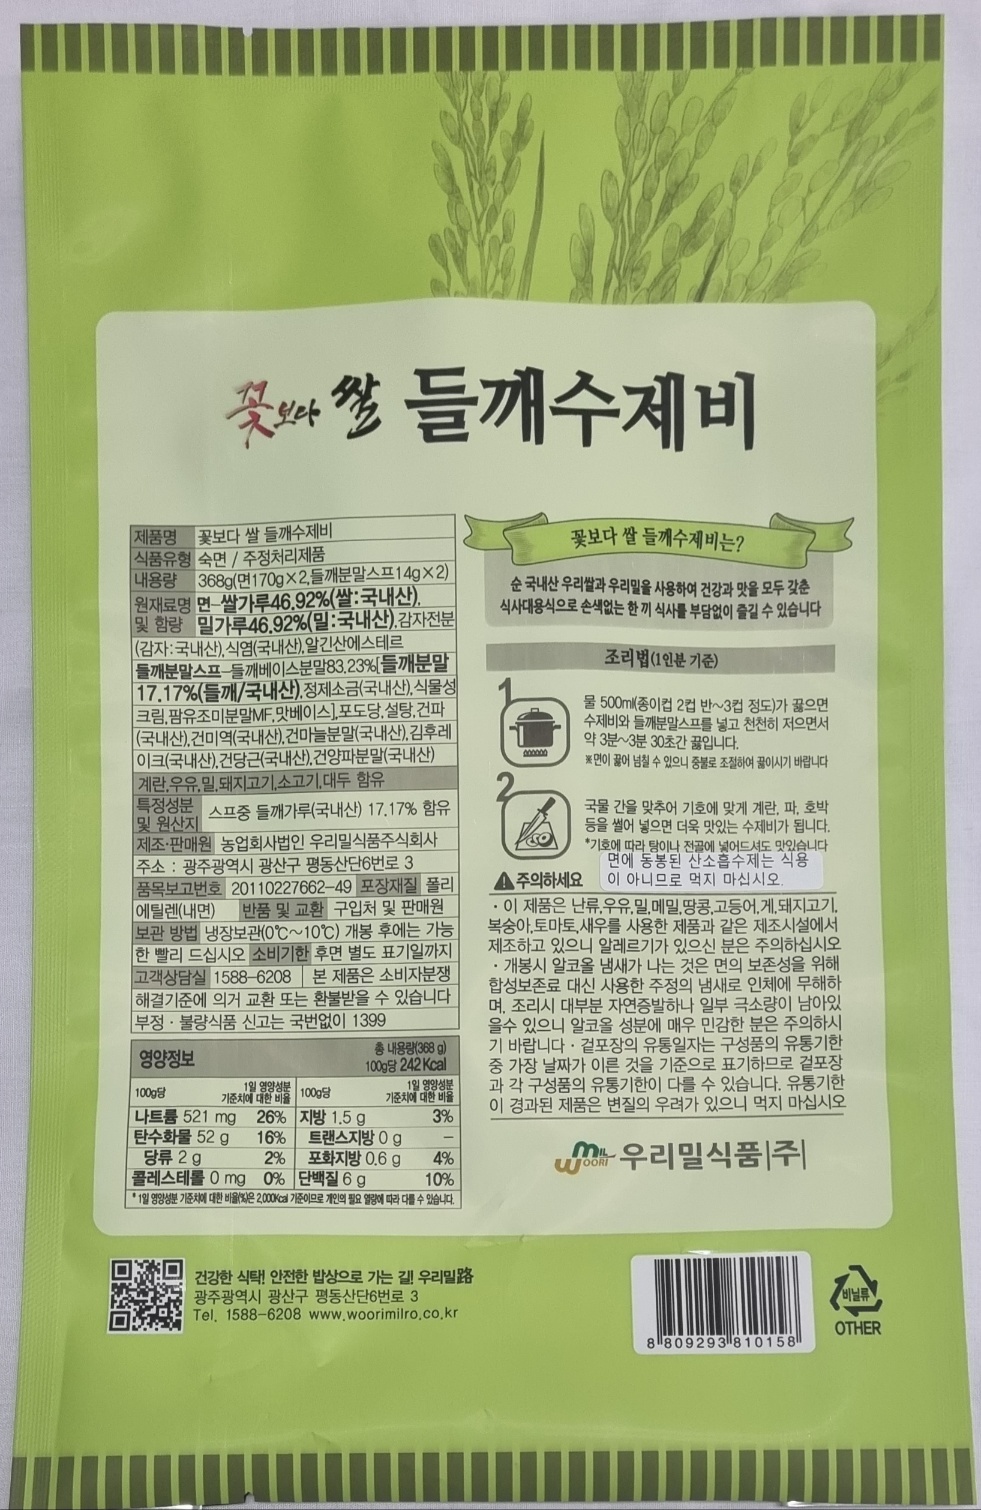 꽃보다 쌀 들깨수제비
제품명 꽃보다 쌀 들깨수제비
식품유형 숙면 / 주정처리제품
내용량 368g(면170g×2,들깨분말스프14g×2)
원재료명 및 함량 면-쌀가루46.92%(쌀:국내산),
밀가루46.92%(밀:국내산),감자전분
(감자:국내산),식염(국내산),알긴산에스테르
들깨분말스프-들깨베이스분말83.23%[들깨분말
17.17%(들깨/국내산),정제소금(국내산),식물성
크림,팜유조미분말MF,맛베이스],포도당,설탕,건파
(국내산),건미역(국내산),건마늘분말(국내산),김후레
이크(국내산),건당근(국내산),건양파분말(국내산)
계란,우유,밀,돼지고기,소고기,대두 함유
특정성분 및 원산지 스프중 들깨가루(국내산) 17.17% 함유
제조·판매원 농업회사법인 우리밀식품주식회사
주소 : 광주광역시 광산구 평동산단6번로 3
품목보고번호 20110227662-49 포장재질 폴리
에틸렌(내면) 반품 및 교환 구입처 및 판매원
보관 방법 냉장보관(0℃~10℃) 개봉 후에는 가능
한 빨리 드십시오 소비기한 후면 별도 표기일까지
고객상담실 1588-6208 본 제품은 소비자분쟁
해결기준에 의거 교환 또는 환불받을 수 있습니다
부정·불량식품 신고는 국번없이 1399
영양정보
총 내용량(368 g)
100g당 242 Kcal
100g당 1일 영양성분 기준치에 대한 비율 100g당 1일 영양성분 기준치에 대한 비율
나트륨 521 mg 26% 지방 1.5 g 3%
탄수화물 52 g 16% 트랜스지방 0 g -
당류 2 g 2% 포화지방 0.6 g 4%
콜레스테롤 0 mg 0% 단백질 6 g 10%
* 1일 영양성분 기준치에 대한 비율(%)은 2,000Kcal 기준이므로 개인의 필요 열량에 따라 다를 수 있습니다.
꽃보다 쌀 들깨수제비는?
순 국내산 우리쌀과 우리밀을 사용하여 건강과 맛을 모두 갖춘
식사대용식으로 손색없는 한 끼 식사를 부담없이 즐길 수 있습니다
조리법(1인분 기준)
1
물 500ml(종이컵 2컵 반~3컵 정도)가 끓으면
수제비와 들깨분말스프를 넣고 천천히 저으면서
약 3분~3분 30초간 끓입니다.
※면이 끓어 넘칠 수 있으니 중불로 조절하여 끓이시기 바랍니다
2
국물 간을 맞추어 기호에 맞게 계란, 파, 호박
등을 썰어 넣으면 더욱 맛있는 수제비가 됩니다.
*기호에 따라 탕이나 전골에 넣어드셔도 맛있습니다
면에 동봉된 산소흡수제는 식용
이 아니므로 먹지 마십시오.
주의하세요
· 이 제품은 난류,우유,밀,메밀,땅콩,고등어,게,돼지고기,
복숭아,토마토,새우를 사용한 제품과 같은 제조시설에서
제조하고 있으니 알레르기가 있으신 분은 주의하십시오
· 개봉시 알코올 냄새가 나는 것은 면의 보존성을 위해
합성보존료 대신 사용한 주정의 냄새로 인체에 무해하
며, 조리시 대부분 자연증발하나 일부 극소량이 남아있
을수 있으니 알코올 성분에 매우 민감한 분은 주의하시
기 바랍니다 · 겉포장의 유통일자는 구성품의 유통기한
중 가장 날짜가 이른 것을 기준으로 표기하므로 겉포장
과 각 구성품의 유통기한이 다를 수 있습니다. 유통기한
이 경과된 제품은 변질의 우려가 있으니 먹지 마십시오
WOORI MIL 우리밀식품|주|
건강한 식탁! 안전한 밥상으로 가는 길! 우리밀路
광주광역시 광산구 평동산단6번로 3
Tel. 1588-6208 www.woorimilro.co.kr
8 809293 810158
비닐류
OTHER